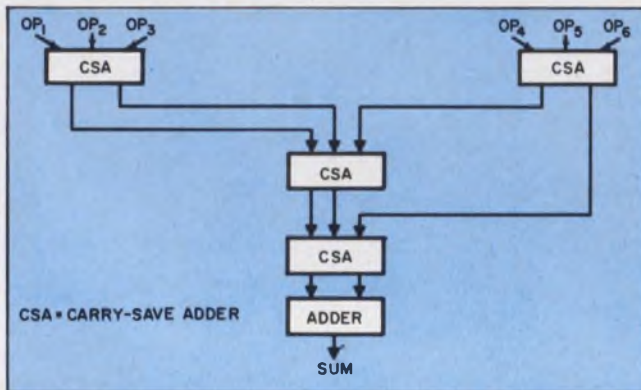 OP1 OP2 OP3
OP4 OP5 OP6
CSA
CSA
CSA
CSA
CSA = CARRY-SAVE ADDER
ADDER
SUM